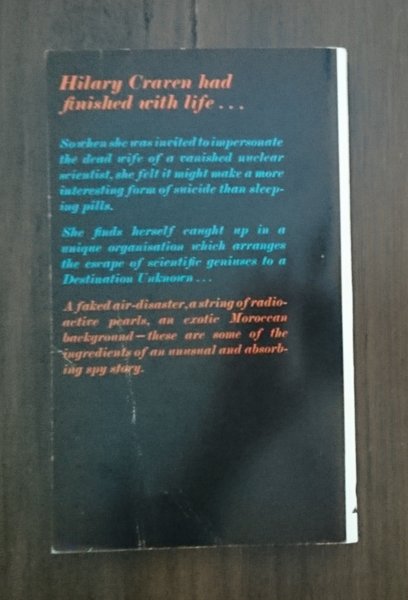 Hilary Craven had
finished with life . . .
So when she was invited to impersonate
the dead wife of a vanished nuclear
scientist, she felt it might make a more
interesting form of suicide than sleep-
ing pills.
She finds herself caught up in a
unique organisation which arranges
the escape of scientific geniuses to a
Destination Unknown . . .
A faked air-disaster, a string of radio-
active pearls, an exotic Moroccan
background—these are some of the
ingredients of an unusual and absorb-
ing spy story.